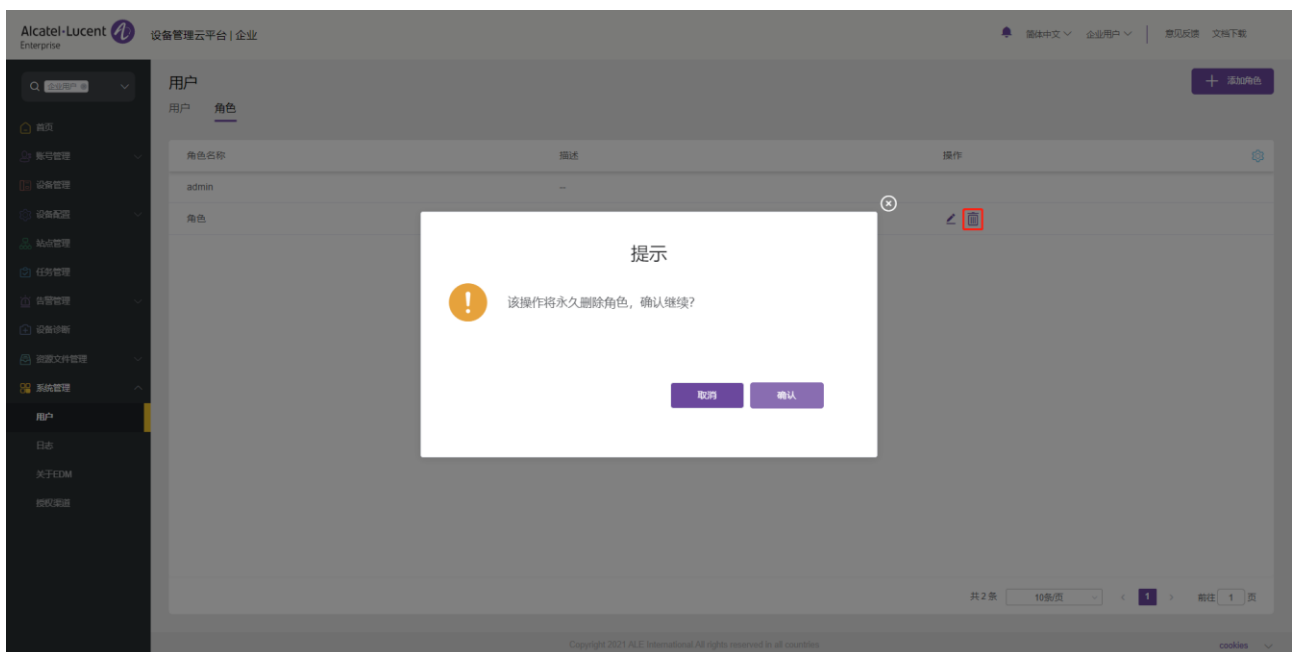 Alcatel-Lucent
Enterprise
设备管理云平台 | 企业
简体中文
企业用户
意见反馈
文档下载
企业用户
首页
账号管理
设备管理
设备配置
站点管理
任务管理
告警管理
设备诊断
资源文件管理
系统管理
用户
日志
关于EDM
授权渠道
用户
用户
角色
添加角色
角色名称
描述
操作
admin
--
角色
提示
该操作将永久删除角色，确认继续?
取消
确认
共 2 条
10条/页
1
前往 1 页
Copyright 2021 ALE International.All rights reserved in all countries
cookies